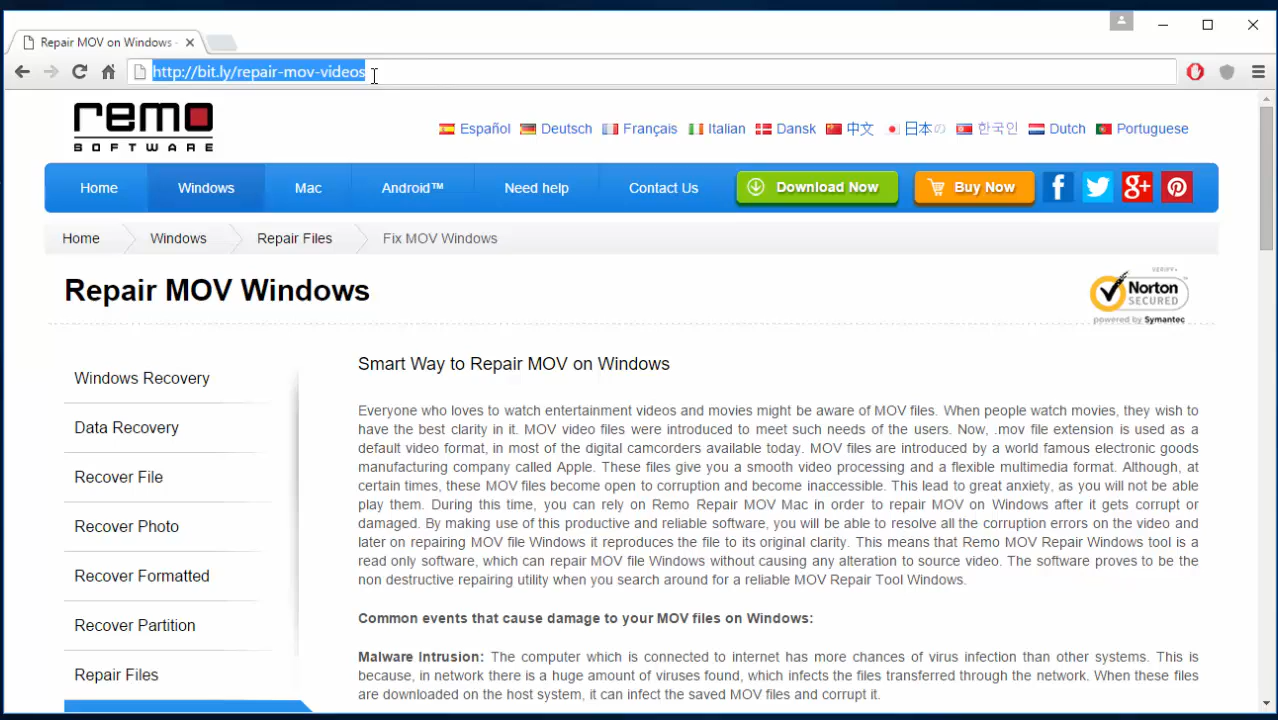 Repair MOV on Windows -
http://bit.ly/repair-mov-videos
remo
SOFTWARE
Español Deutsch Français Italian Dansk 中文 日本の 한국인 Dutch Portuguese
Home Windows Mac Android™ Need help Contact Us Download Now Buy Now f g+
Home Windows Repair Files Fix MOV Windows
Repair MOV Windows
VERIFY▸
Norton
SECURED
powered by Symantec
Windows Recovery
Data Recovery
Recover File
Recover Photo
Recover Formatted
Recover Partition
Repair Files
Smart Way to Repair MOV on Windows
Everyone who loves to watch entertainment videos and movies might be aware of MOV files. When people watch movies, they wish to
have the best clarity in it. MOV video files were introduced to meet such needs of the users. Now, .mov file extension is used as a
default video format, in most of the digital camcorders available today. MOV files are introduced by a world famous electronic goods
manufacturing company called Apple. These files give you a smooth video processing and a flexible multimedia format. Although, at
certain times, these MOV files become open to corruption and become inaccessible. This lead to great anxiety, as you will not be able
play them. During this time, you can rely on Remo Repair MOV Mac in order to repair MOV on Windows after it gets corrupt or
damaged. By making use of this productive and reliable software, you will be able to resolve all the corruption errors on the video and
later on repairing MOV file Windows it reproduces the file to its original clarity. This means that Remo MOV Repair Windows tool is a
read only software, which can repair MOV file Windows without causing any alteration to source video. The software proves to be the
non destructive repairing utility when you search around for a reliable MOV Repair Tool Windows.
Common events that cause damage to your MOV files on Windows:
Malware Intrusion: The computer which is connected to internet has more chances of virus infection than other systems. This is
because, in network there is a huge amount of viruses found, which infects the files transferred through the network. When these files
are downloaded on the host system, it can infect the saved MOV files and corrupt it.